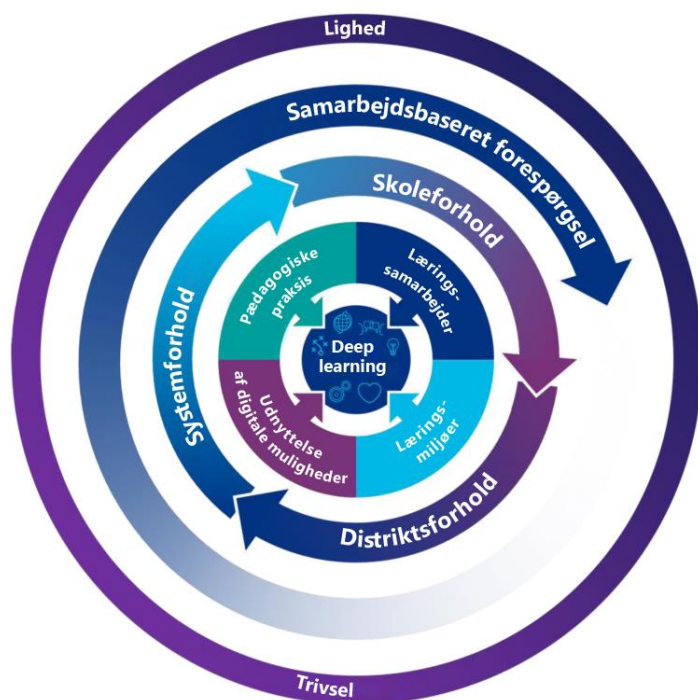 Lighed
Samarbejdsbaseret forespørgsel
Skoleforhold
Systemforhold
Pædagogiske
praksis
Lærings-
samarbejder
Deep
learning
Udnyttelse
af digitale muligheder
Lærings-
miljøer
Distriktsforhold
Trivsel